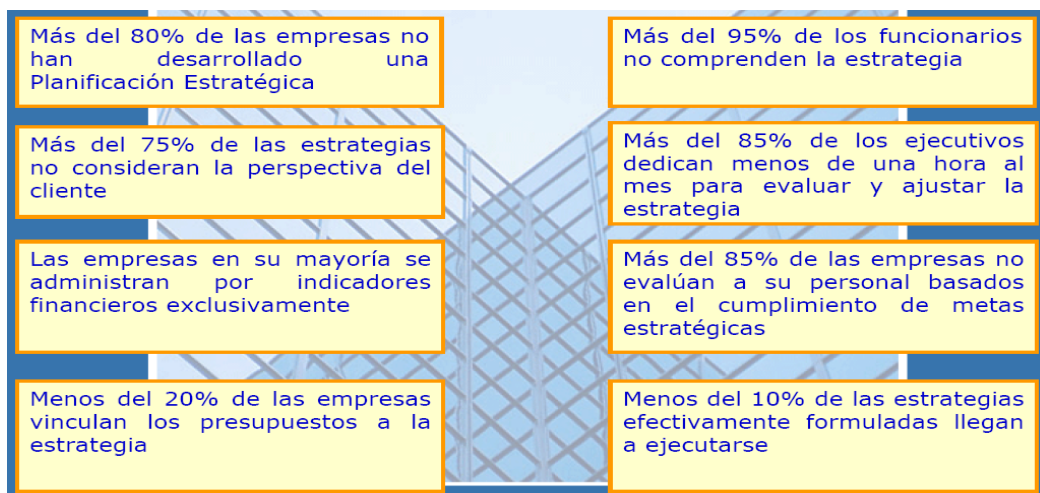 Más del 80% de las empresas no
han desarrollado una
Planificación Estratégica
Más del 75% de las estrategias
no consideran la perspectiva del
cliente
Las empresas en su mayoría se
administran por indicadores
financieros exclusivamente
Menos del 20% de las empresas
vinculan los presupuestos a la
estrategia
Más del 95% de los funcionarios
no comprenden la estrategia
Más del 85% de los ejecutivos
dedican menos de una hora al
mes para evaluar y ajustar la
estrategia
Más del 85% de las empresas no
evalúan a su personal basados
en el cumplimiento de metas
estratégicas
Menos del 10% de las estrategias
efectivamente formuladas llegan
a ejecutarse